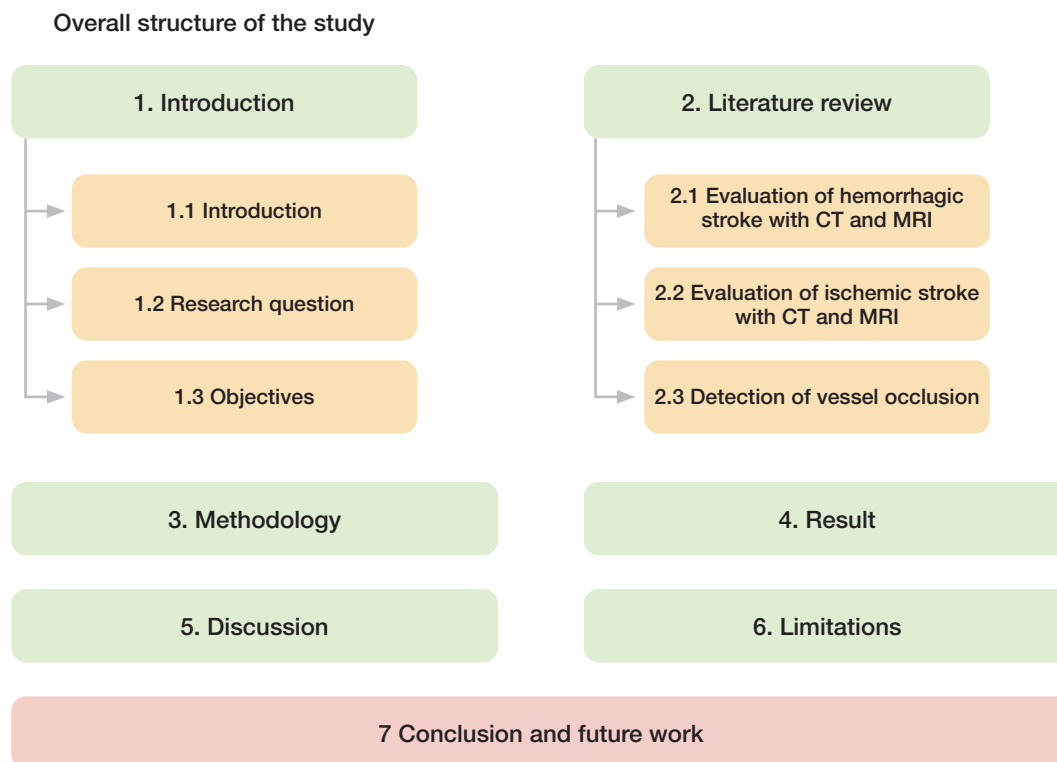 Overall structure of the study
1. Introduction
1.1 Introduction
1.2 Research question
1.3 Objectives
2. Literature review
2.1 Evaluation of hemorrhagic
stroke with CT and MRI
2.2 Evaluation of ischemic stroke
with CT and MRI
2.3 Detection of vessel occlusion
3. Methodology
4. Result
5. Discussion
6. Limitations
7 Conclusion and future work